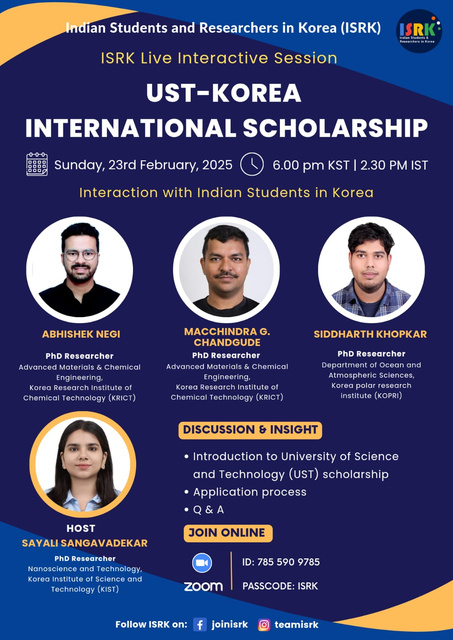 Indian Students and Researchers in Korea (ISRK)
ISRK
Indian Students &
Researchers in Korea
ISRK Live Interactive Session
UST-KOREA
INTERNATIONAL SCHOLARSHIP
Sunday, 23rd February, 2025
6.00 pm KST | 2.30 PM IST
Interaction with Indian Students in Korea
ABHISHEK NEGI
PhD Researcher
Advanced Materials & Chemical
Engineering,
Korea Research Institute of
Chemical Technology (KRICT)
MACCHINDRA G.
CHANDGUDE
PhD Researcher
Advanced Materials & Chemical
Engineering,
Korea Research Institute of
Chemical Technology (KRICT)
SIDDHARTH KHOPKAR
PhD Researcher
Department of Ocean and
Atmospheric Sciences,
Korea polar research
institute (KOPRI)
HOST
SAYALI SANGAVADEKAR
PhD Researcher
Nanoscience and Technology,
Korea Institute of Science and
Technology (KIST)
DISCUSSION & INSIGHT
• Introduction to University of Science
and Technology (UST) scholarship
• Application process
• Q & A
JOIN ONLINE
zoom
ID: 785 590 9785
PASSCODE: ISRK
Follow ISRK on: joinisrk teamisrk